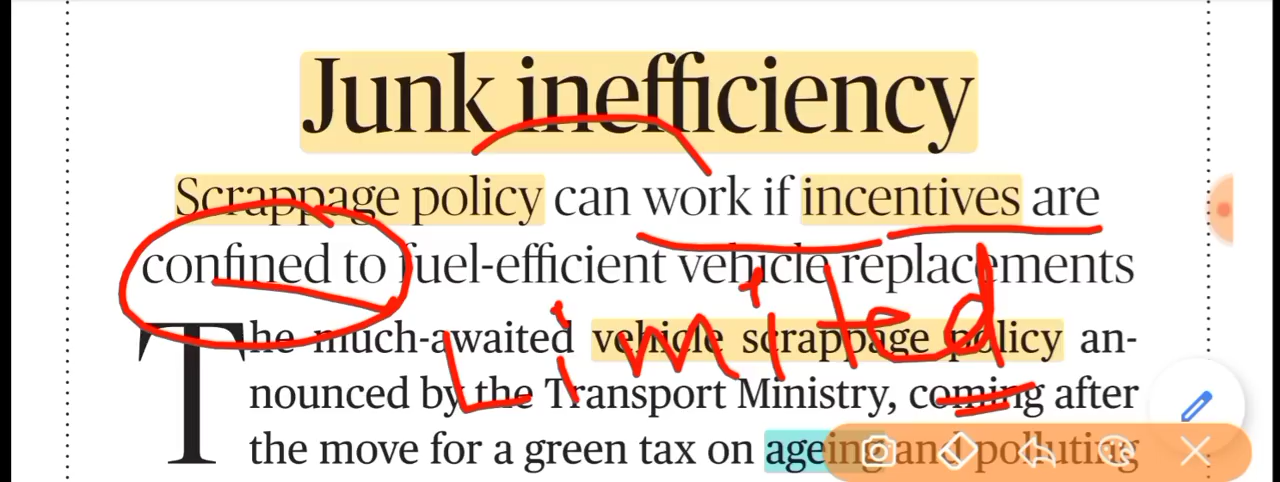 Junk inefficiency
Scrappage policy can work if incentives are
confined to fuel-efficient vehicle replacements
Limited
The much-awaited vehicle scrappage policy an-
nounced by the Transport Ministry, coming after
the move for a green tax on ageing and polluting